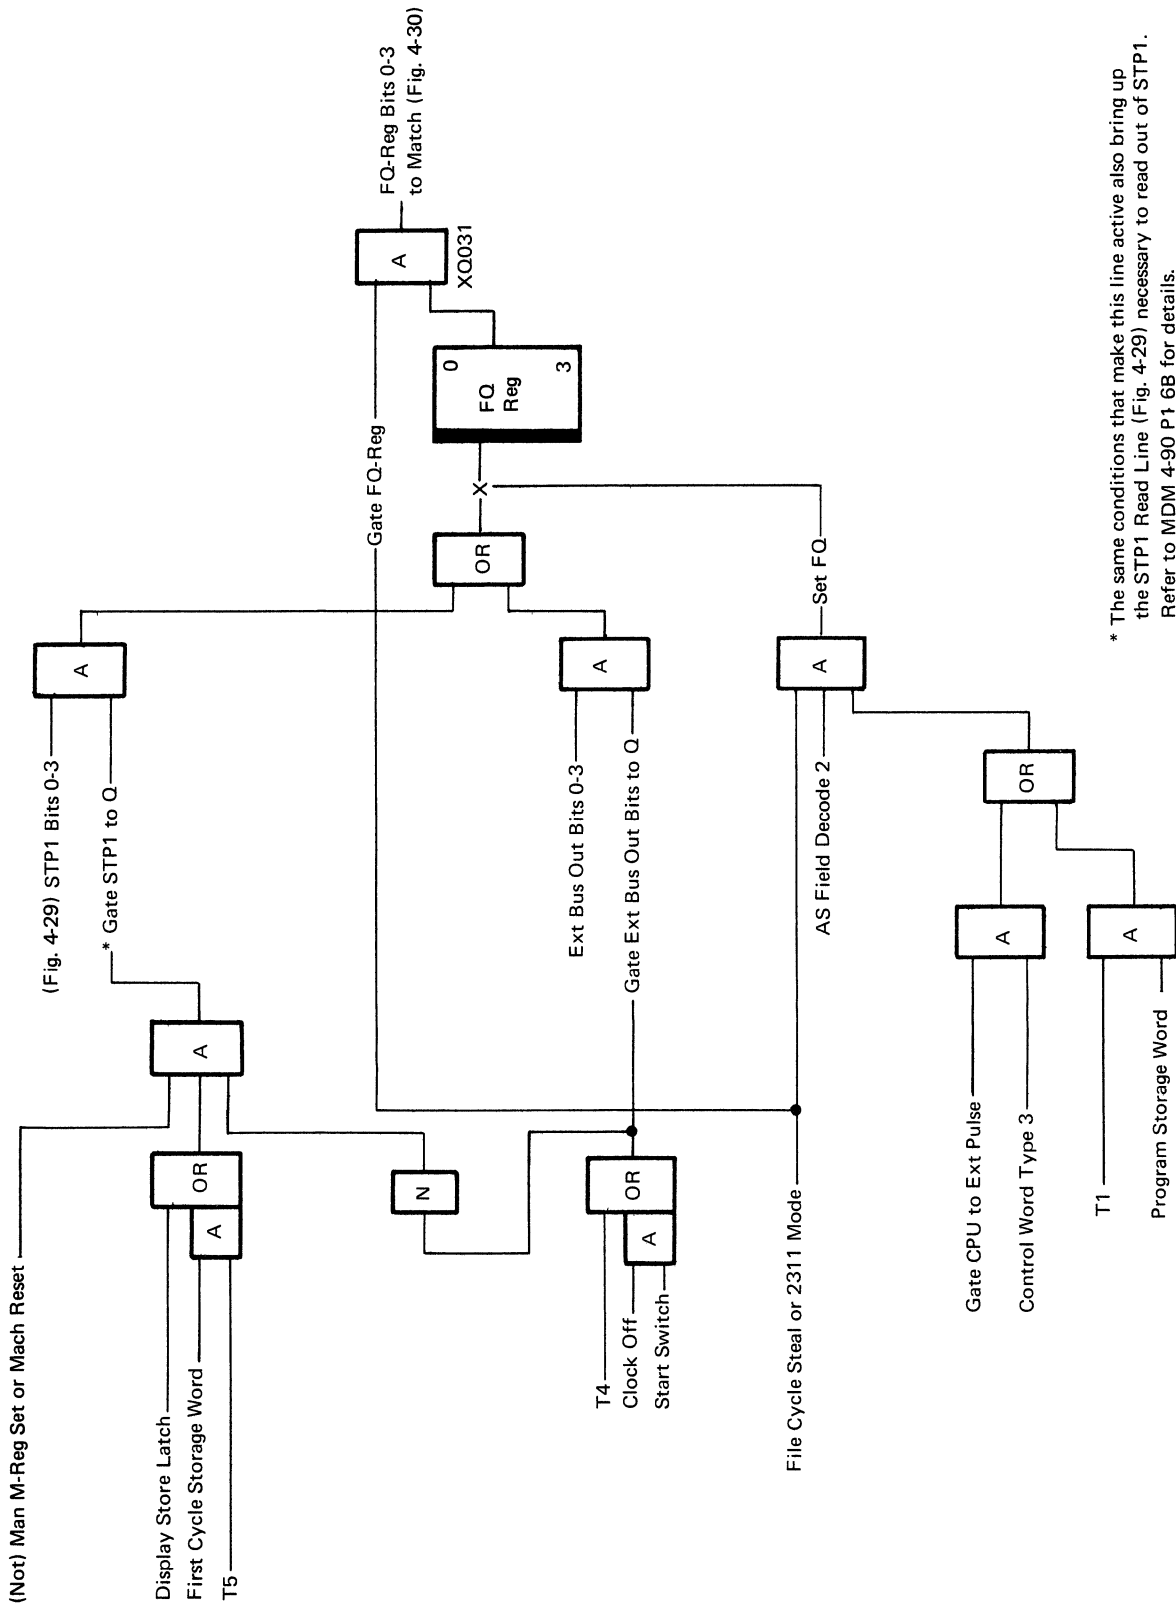 (Not) Man M-Reg Set or Mach Reset
Display Store Latch
First Cycle Storage Word
T5
A
OR
A
(Fig. 4-29) STP1 Bits 0-3
* Gate STP1 to Q
A
N
T4
Clock Off
Start Switch
A
OR
Ext Bus Out Bits 0-3
Gate Ext Bus Out Bits to Q
A
OR
X
FQ
Reg
0
3
Gate FQ-Reg
A
XQ031
FQ-Reg Bits 0-3
to Match (Fig. 4-30)
File Cycle Steal or 2311 Mode
AS Field Decode 2
A
Set FQ
Gate CPU to Ext Pulse
Control Word Type 3
A
OR
T1
Program Storage Word
A
* The same conditions that make this line active also bring up
the STP1 Read Line (Fig. 4-29) necessary to read out of STP1.
Refer to MDM 4-90 P1 6B for details.